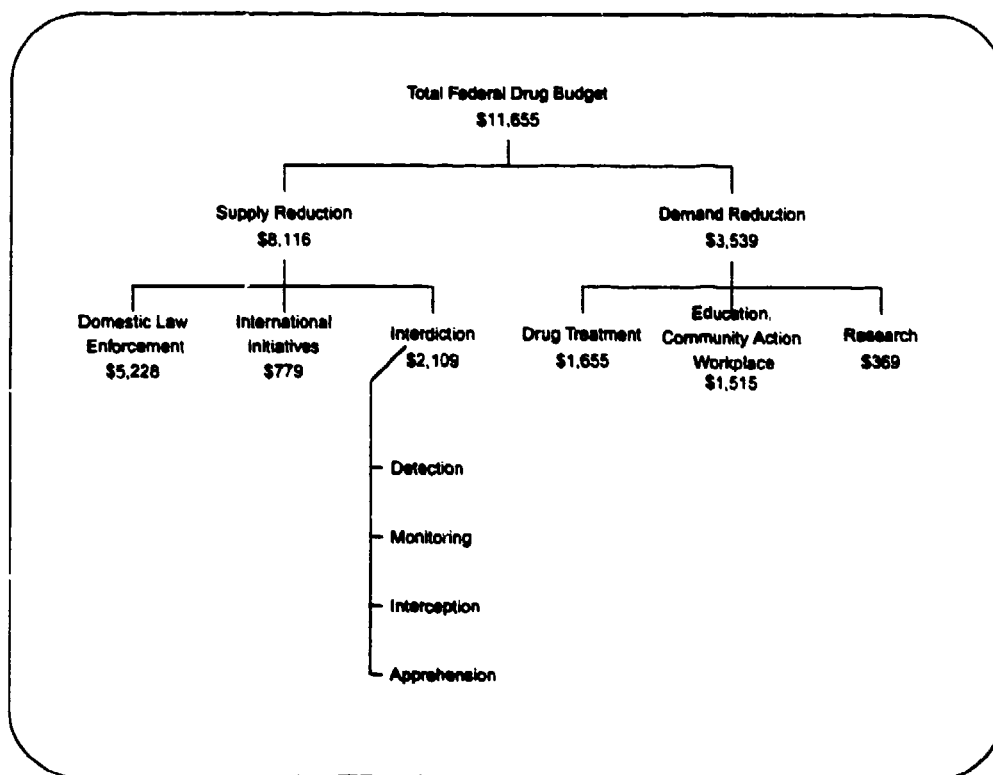 Total Federal Drug Budget
$11,655
Supply Reduction
$8,116
Demand Reduction
$3,539
Domestic Law
Enforcement
$5,228
International
Initiatives
$779
Interdiction
$2,109
Drug Treatment
$1,655
Education,
Community Action
Workplace
$1,515
Research
$369
Detection
Monitoring
Interception
Apprehension